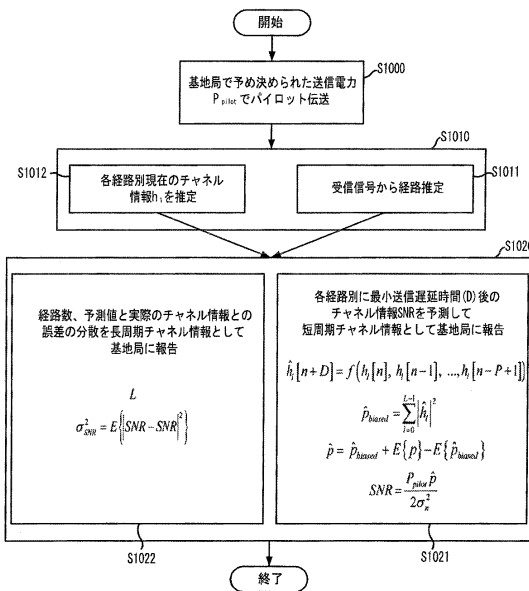 開始
S1000
基地局で予め決められた送信電力
P_pilot でパイロット伝送
S1010
S1012
各経路別現在のチャネル
情報h_lを推定
S1011
受信信号から経路推定
S1020
経路数、予測値と実際のチャネル情報との
誤差の分散を長周期チャネル情報として
基地局に報告
L
σ²_SNR = E{|SNR − SNR|²}
S1022
各経路別に最小送信遅延時間(D)後の
チャネル情報SNRを予測して
短周期チャネル情報として基地局に報告
ĥ_l[n+D] = f(h_l[n], h_l[n−1], ..., h_l[n−P+1])
p̂_biased = Σ_{l=0}^{L−1} |ĥ_l|²
p̂ = p̂_biased + E{p} − E{p̂_biased}
SNR = P_pilot p̂ / 2σ_n²
S1021
終了